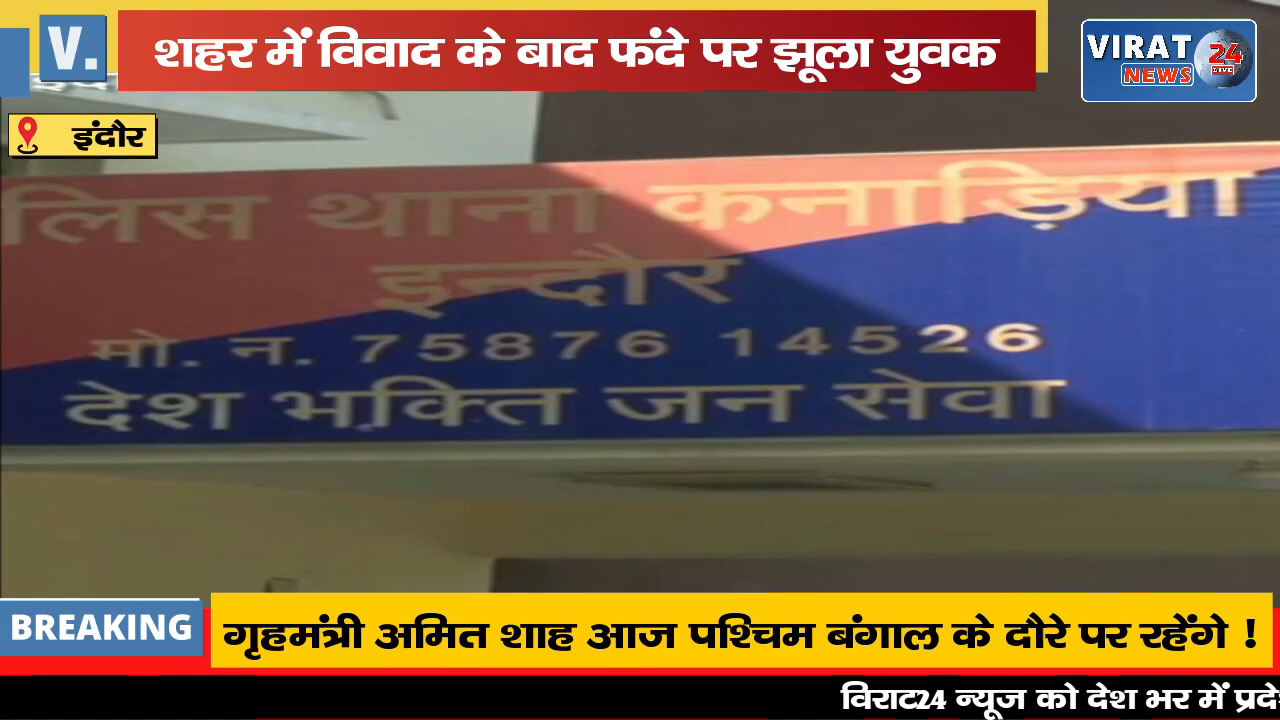 V.
शहर में विवाद के बाद फंदे पर झूला युवक
VIRAT
NEWS
24
LIVE
इंदौर
लिस थाना कनाड़िया
इन्दौर
मो. न. 75876 14526
देश भक्ति जन सेवा
BREAKING
गृहमंत्री अमित शाह आज पश्चिम बंगाल के दौरे पर रहेंगे !
विराट24 न्यूज को देश भर में प्रदे